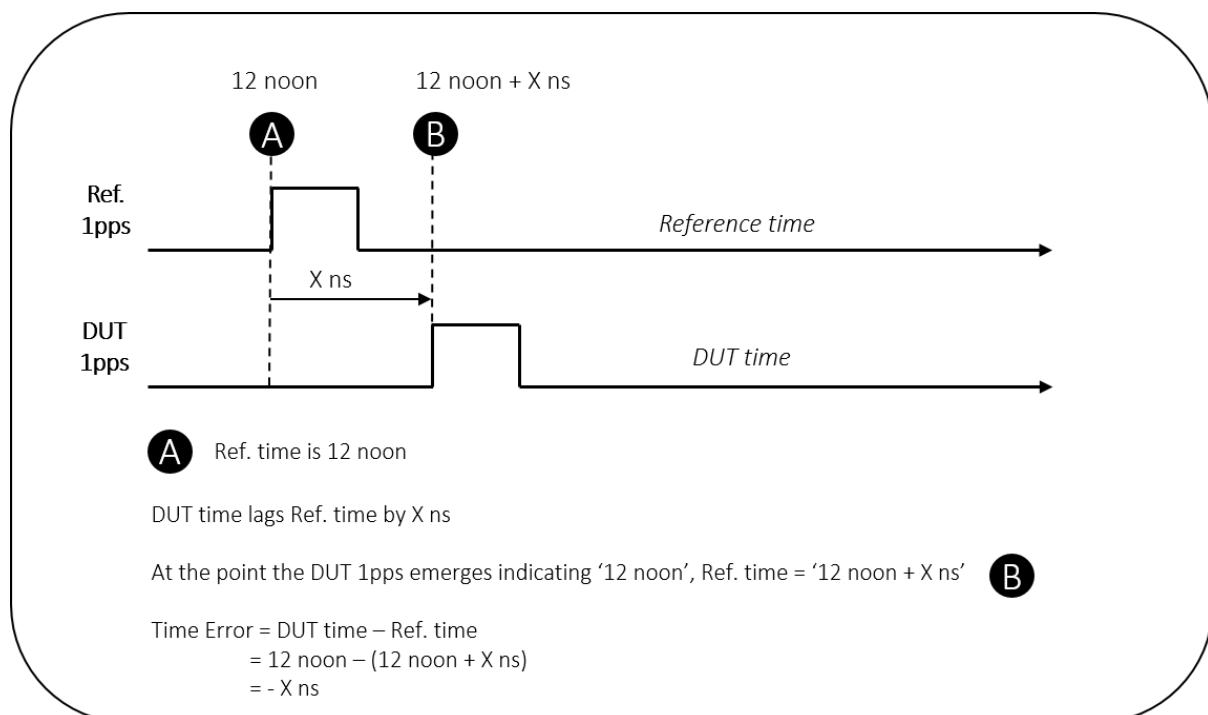 12 noon
12 noon + X ns
A
B
Ref.
1pps
Reference time
X ns
DUT
1pps
DUT time
A Ref. time is 12 noon
DUT time lags Ref. time by X ns
At the point the DUT 1pps emerges indicating ‘12 noon’, Ref. time = ‘12 noon + X ns’ B
Time Error = DUT time – Ref. time
= 12 noon – (12 noon + X ns)
= - X ns